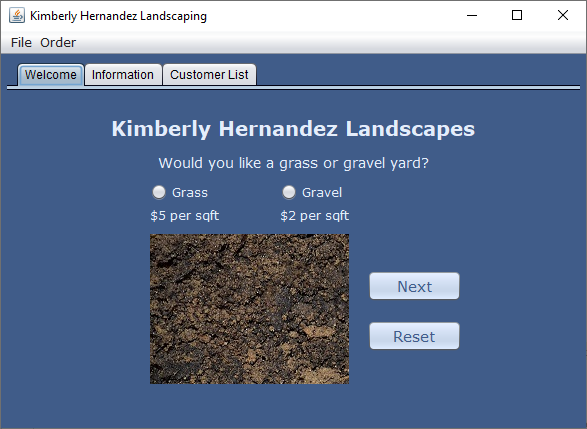 Kimberly Hernandez Landscaping
File Order
Welcome Information Customer List
Kimberly Hernandez Landscapes
Would you like a grass or gravel yard?
Grass Gravel
$5 per sqft $2 per sqft
Next
Reset